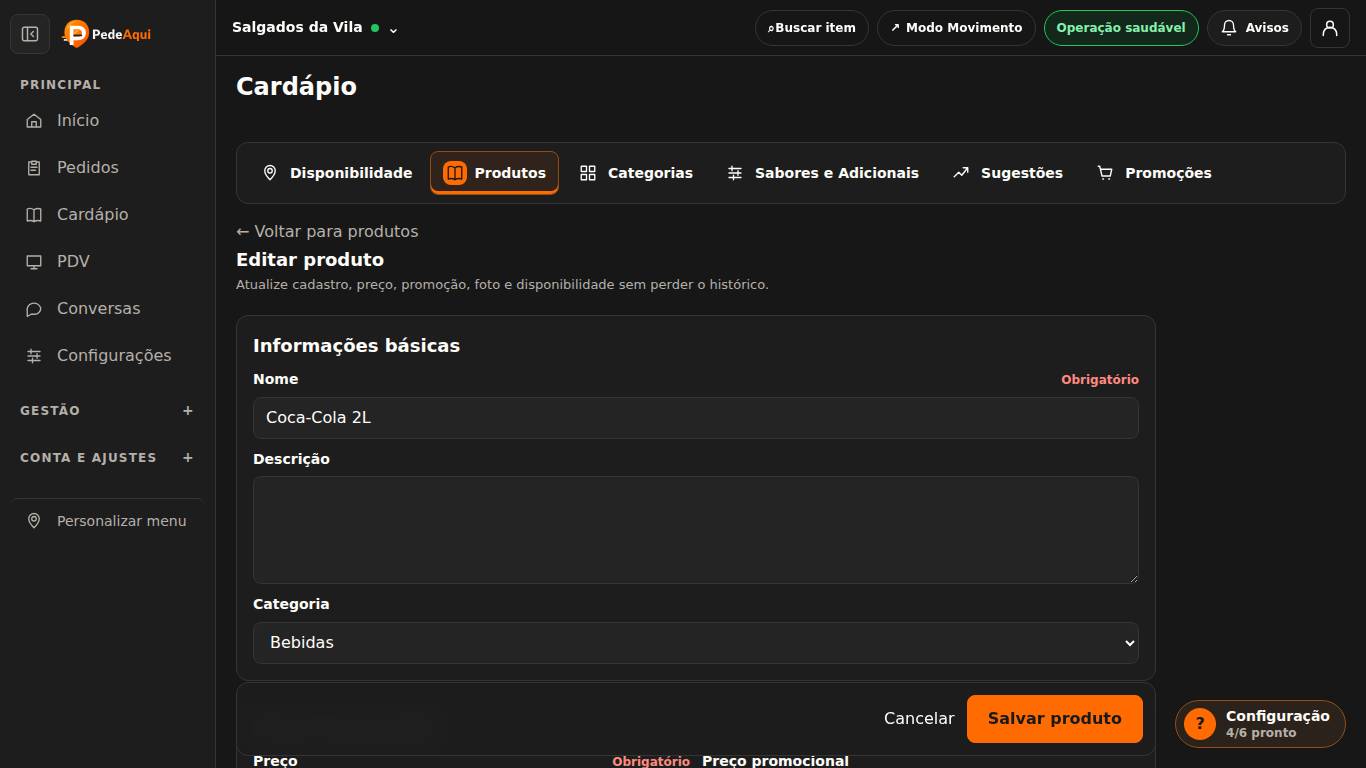 PedeAqui
PRINCIPAL
Início
Pedidos
Cardápio
PDV
Conversas
Configurações
GESTÃO +
CONTA E AJUSTES +
Personalizar menu
Salgados da Vila
Buscar item
↗ Modo Movimento
Operação saudável
Avisos
Cardápio
Disponibilidade
Produtos
Categorias
Sabores e Adicionais
Sugestões
Promoções
← Voltar para produtos
Editar produto
Atualize cadastro, preço, promoção, foto e disponibilidade sem perder o histórico.
Informações básicas
Nome Obrigatório
Coca-Cola 2L
Descrição
Categoria
Bebidas
Cancelar Salvar produto
Preço Obrigatório Preço promocional
? Configuração
4/6 pronto